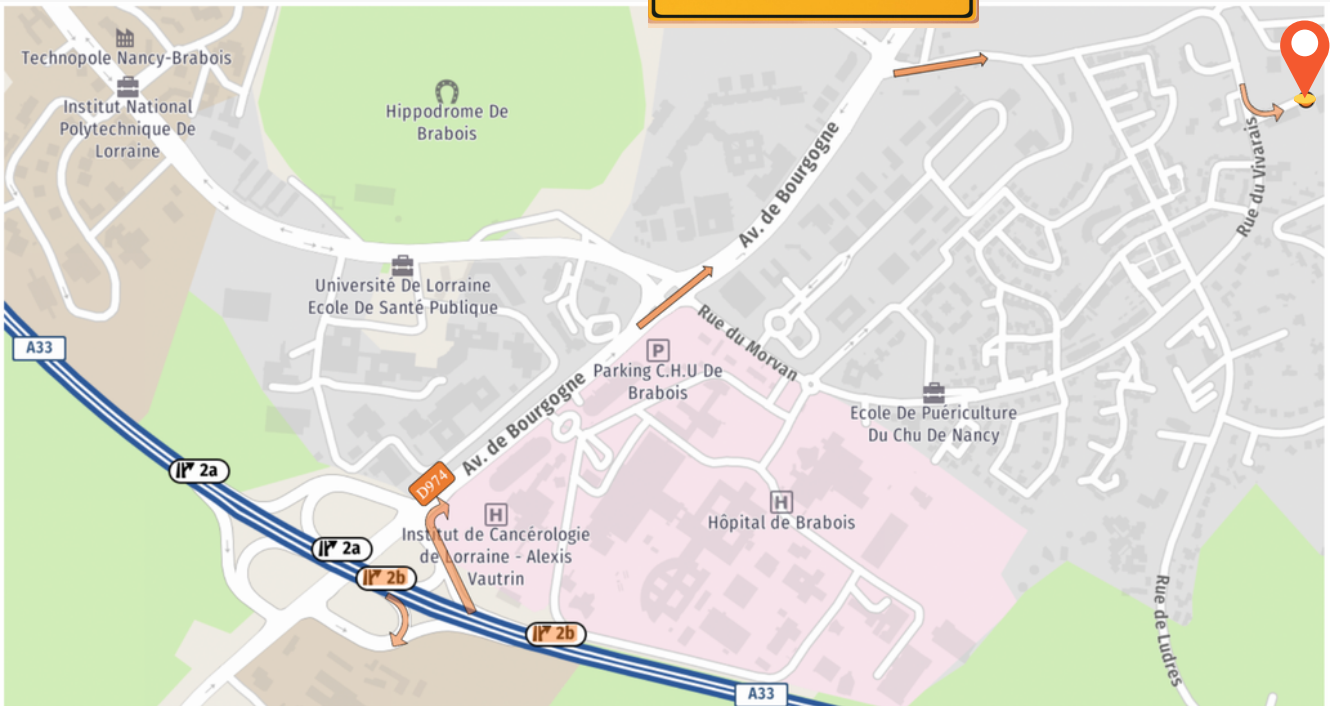 Technopole Nancy-Brabois
Institut National
Polytechnique De
Lorraine
Hippodrome De
Brabois
Av. de Bourgogne
Rue du Vivarais
Université De Lorraine
Ecole De Santé Publique
A33
Rue du Morvan
P
Parking C.H.U De
Brabois
Av. de Bourgogne
Ecole De Puériculture
Du Chu De Nancy
2a
D974
H
Institut de Cancérologie
de Lorraine - Alexis
Vautrin
H
Hôpital de Brabois
2a
2b
2b
Rue de Ludres
A33